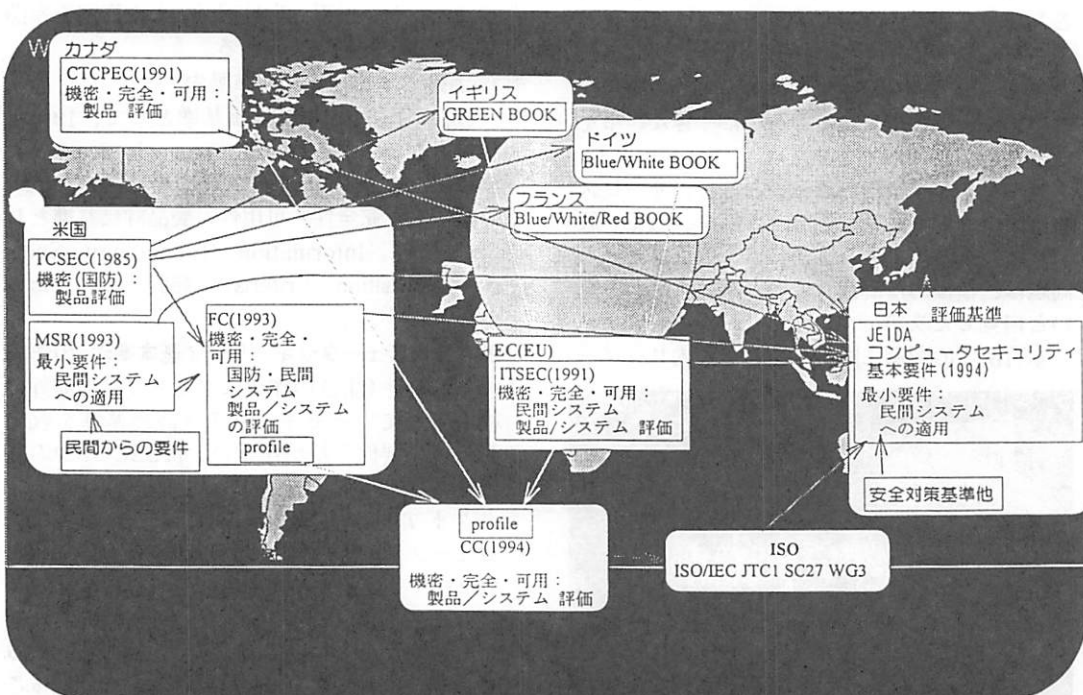 カナダ
CTCPEC(1991)
機密・完全・可用：
製品 評価
イギリス
GREEN BOOK
ドイツ
Blue/White BOOK
フランス
Blue/White/Red BOOK
米国
TCSEC(1985)
機密(国防)：
製品評価
MSR(1993)
最小要件：
民間システム
への適用
民間からの要件
FC(1993)
機密・完全・
可用：
国防・民間
システム
製品／システム
の評価
profile
EC(EU)
ITSEC(1991)
機密・完全・可用：
民間システム
製品/システム 評価
日本 評価基準
JEIDA
コンピュータセキュリティ
基本要件(1994)
最小要件：
民間システム
への適用
安全対策基準他
profile
CC(1994)
機密・完全・可用：
製品／システム 評価
ISO
ISO/IEC JTC1 SC27 WG3